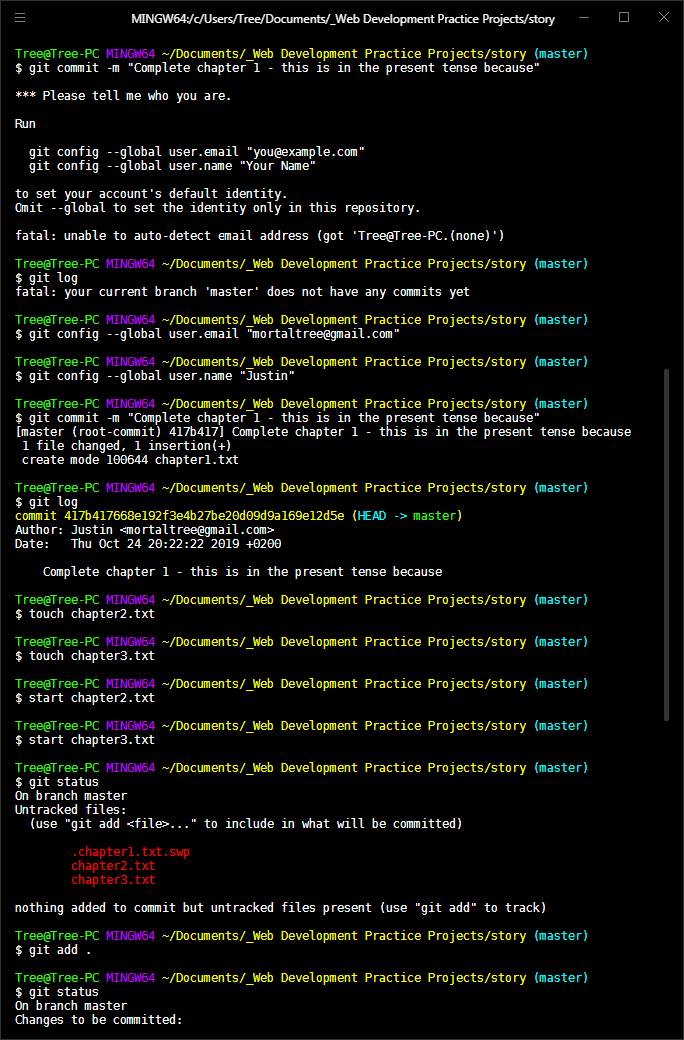 MINGW64:/c/Users/Tree/Documents/_Web Development Practice Projects/story
Tree@Tree-PC MINGW64 ~/Documents/_Web Development Practice Projects/story (master)
$ git commit -m "Complete chapter 1 - this is in the present tense because"
*** Please tell me who you are.
Run
git config --global user.email "you@example.com"
git config --global user.name "Your Name"
to set your account's default identity.
Omit --global to set the identity only in this repository.
fatal: unable to auto-detect email address (got 'Tree@Tree-PC.(none)')
Tree@Tree-PC MINGW64 ~/Documents/_Web Development Practice Projects/story (master)
$ git log
fatal: your current branch 'master' does not have any commits yet
Tree@Tree-PC MINGW64 ~/Documents/_Web Development Practice Projects/story (master)
$ git config --global user.email "mortaltree@gmail.com"
Tree@Tree-PC MINGW64 ~/Documents/_Web Development Practice Projects/story (master)
$ git config --global user.name "Justin"
Tree@Tree-PC MINGW64 ~/Documents/_Web Development Practice Projects/story (master)
$ git commit -m "Complete chapter 1 - this is in the present tense because"
[master (root-commit) 417b417] Complete chapter 1 - this is in the present tense because
1 file changed, 1 insertion(+)
create mode 100644 chapter1.txt
Tree@Tree-PC MINGW64 ~/Documents/_Web Development Practice Projects/story (master)
$ git log
commit 417b417668e192f3e4b27be20d09d9a169e12d5e (HEAD -> master)
Author: Justin <mortaltree@gmail.com>
Date:   Thu Oct 24 20:22:22 2019 +0200
Complete chapter 1 - this is in the present tense because
Tree@Tree-PC MINGW64 ~/Documents/_Web Development Practice Projects/story (master)
$ touch chapter2.txt
Tree@Tree-PC MINGW64 ~/Documents/_Web Development Practice Projects/story (master)
$ touch chapter3.txt
Tree@Tree-PC MINGW64 ~/Documents/_Web Development Practice Projects/story (master)
$ start chapter2.txt
Tree@Tree-PC MINGW64 ~/Documents/_Web Development Practice Projects/story (master)
$ start chapter3.txt
Tree@Tree-PC MINGW64 ~/Documents/_Web Development Practice Projects/story (master)
$ git status
On branch master
Untracked files:
(use "git add <file>..." to include in what will be committed)
.chapter1.txt.swp
chapter2.txt
chapter3.txt
nothing added to commit but untracked files present (use "git add" to track)
Tree@Tree-PC MINGW64 ~/Documents/_Web Development Practice Projects/story (master)
$ git add .
Tree@Tree-PC MINGW64 ~/Documents/_Web Development Practice Projects/story (master)
$ git status
On branch master
Changes to be committed: